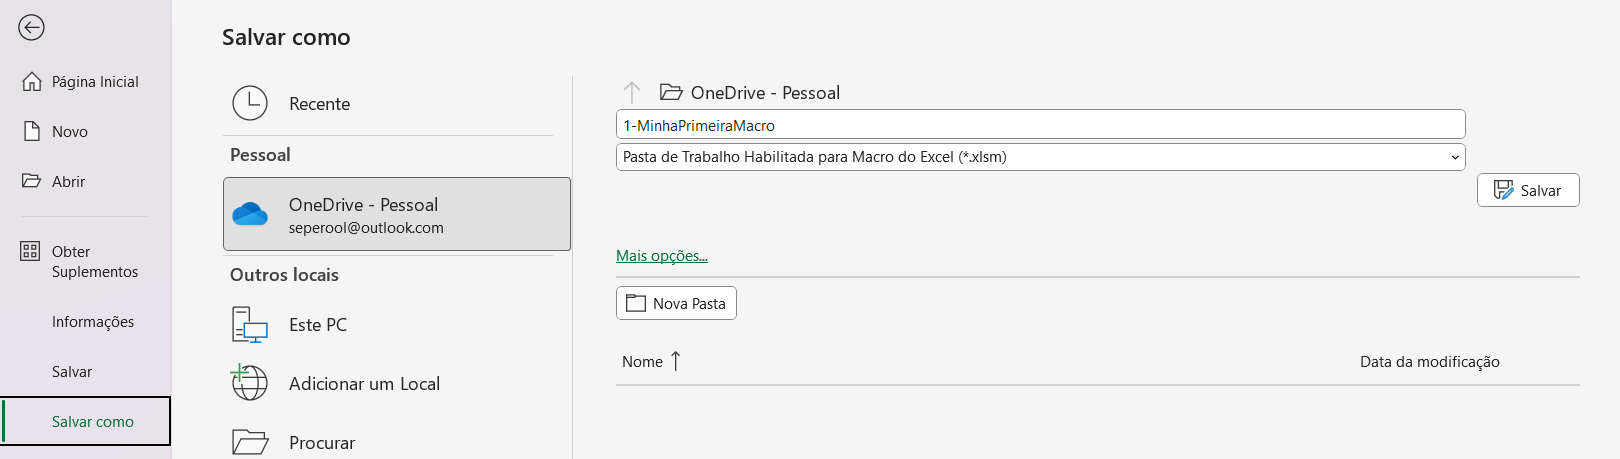 Salvar como
Página Inicial
Novo
Abrir
Obter
Suplementos
Informações
Salvar
Salvar como
Recente
Pessoal
OneDrive - Pessoal
seperool@outlook.com
Outros locais
Este PC
Adicionar um Local
Procurar
OneDrive - Pessoal
1-MinhaPrimeiraMacro
Pasta de Trabalho Habilitada para Macro do Excel (*.xlsm)
Salvar
Mais opções...
Nova Pasta
Nome
Data da modificação